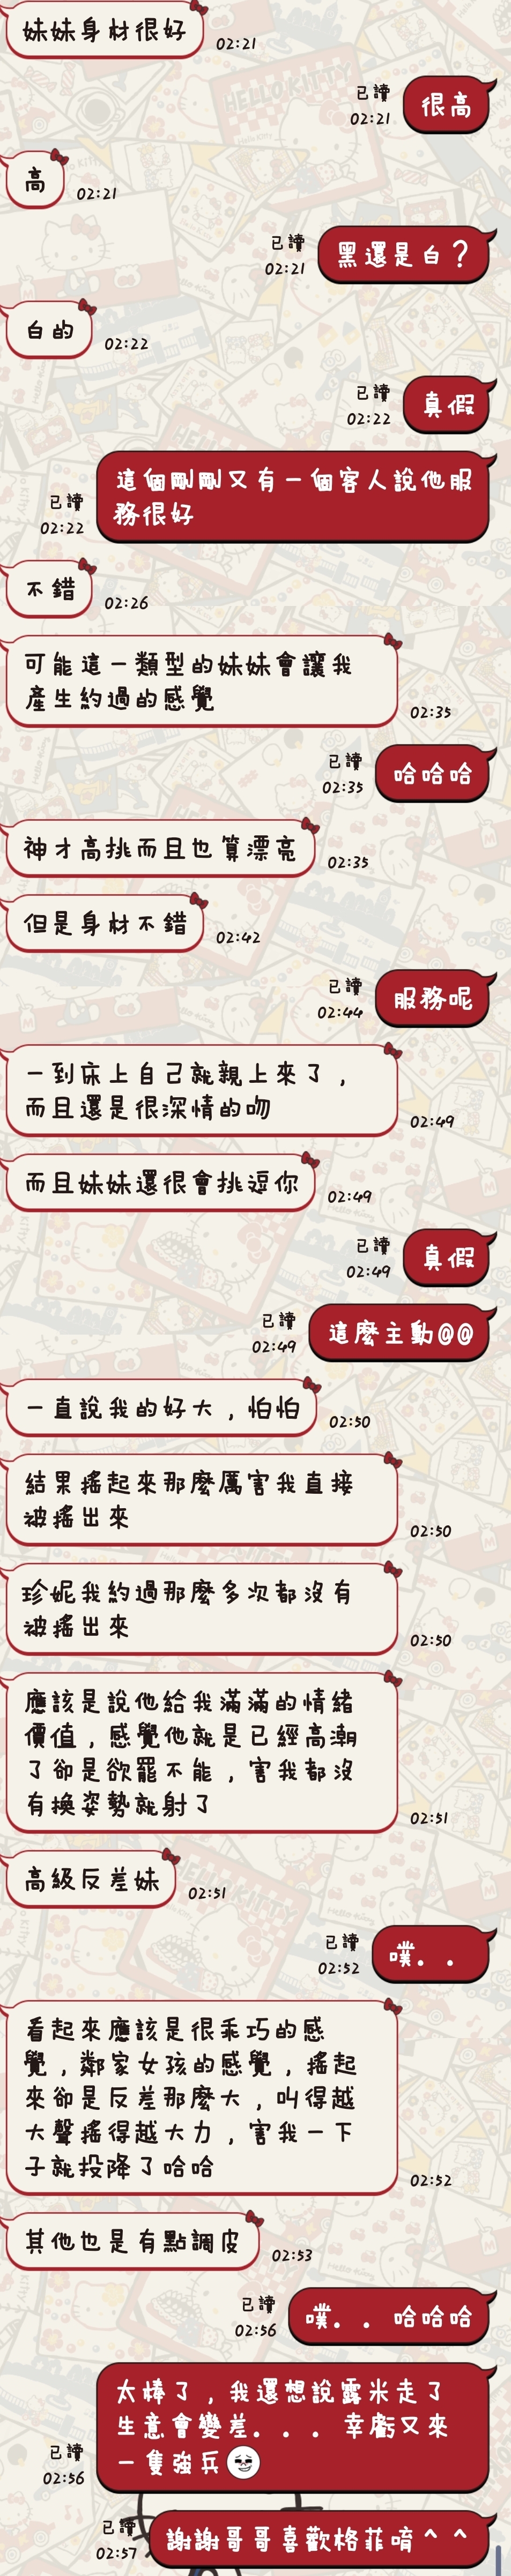 妹妹身材很好
02:21
已讀
02:21
很高
高
02:21
已讀
02:21
黑還是白？
白的
02:22
已讀
02:22
真假
已讀
02:22
這個剛剛又有一個客人說他服
務很好
不錯
02:26
可能這一類型的妹妹會讓我
產生約過的感覺
02:35
已讀
02:35
哈哈哈
神才高挑而且也算漂亮
02:35
但是身材不錯
02:42
已讀
02:44
服務呢
一到床上自己就親上來了，
而且還是很深情的吻
02:49
而且妹妹還很會挑逗你
02:49
已讀
02:49
真假
已讀
02:49
這麼主動@@
一直說我的好大，怕怕
02:50
結果搖起來那麼厲害我直接
被搖出來
02:50
珍妮我約過那麼多次都沒有
被搖出來
02:50
應該是說他給我滿滿的情緒
價值，感覺他就是已經高潮
了卻是欲罷不能，害我都沒
有換姿勢就射了
02:51
高級反差妹
02:51
已讀
02:52
噗．．
看起來應該是很乖巧的感
覺，鄰家女孩的感覺，搖起
來卻是反差那麼大，叫得越
大聲搖得越大力，害我一下
子就投降了哈哈
02:52
其他也是有點調皮
02:53
已讀
02:56
噗．．哈哈哈
已讀
02:56
太棒了，我還想說露米走了
生意會變差．．．幸虧又來
一隻強兵
已讀
02:57
謝謝哥哥喜歡格菲唷^^